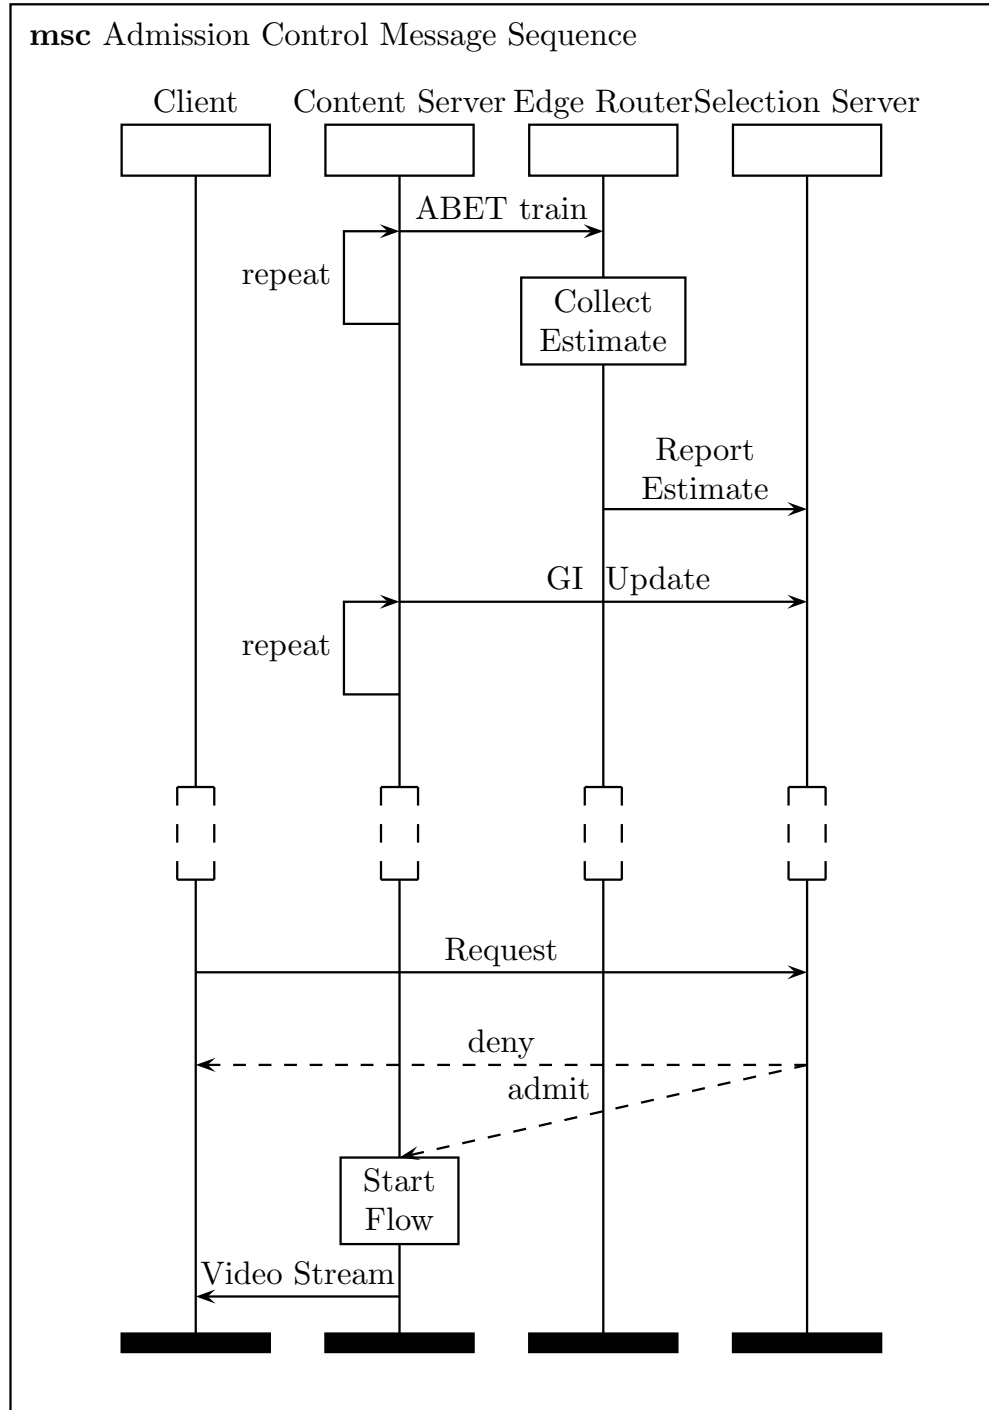 msc Admission Control Message Sequence
Client
Content Server
Edge Router
Selection Server
ABET train
repeat
Collect
Estimate
Report
Estimate
GI Update
repeat
Request
deny
admit
Start
Flow
Video Stream